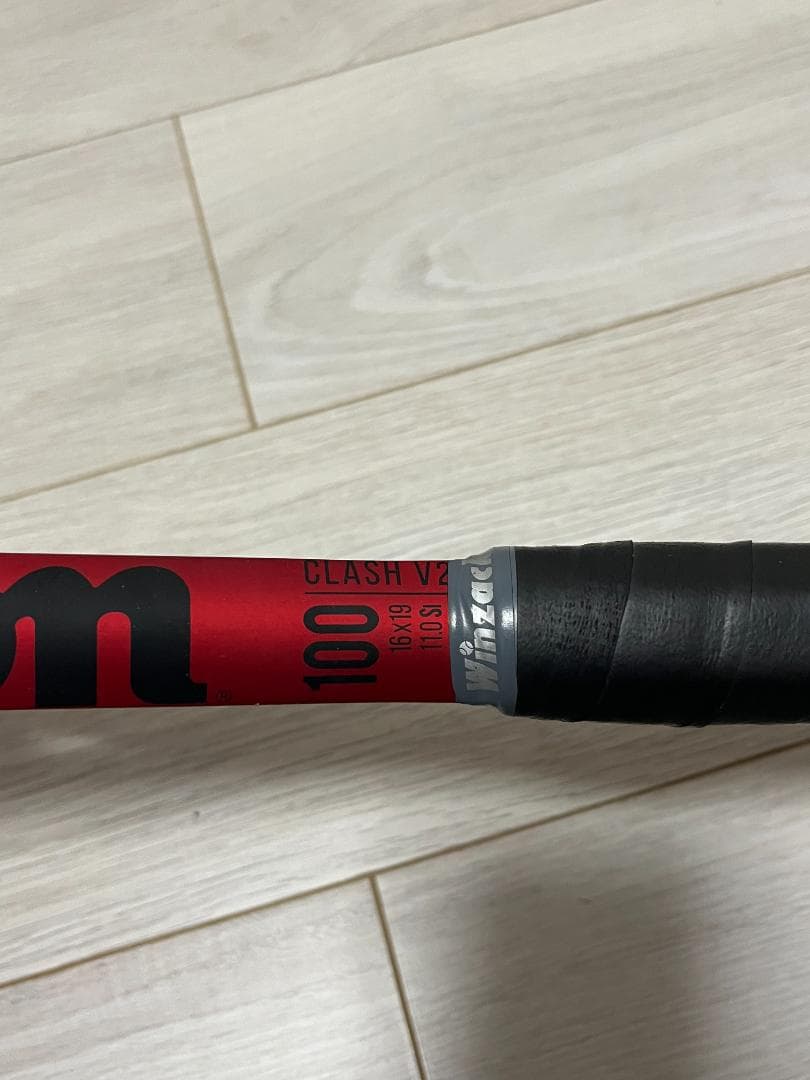 n
®
CLASH V2
100
16X19
11.0 SI
Winzack